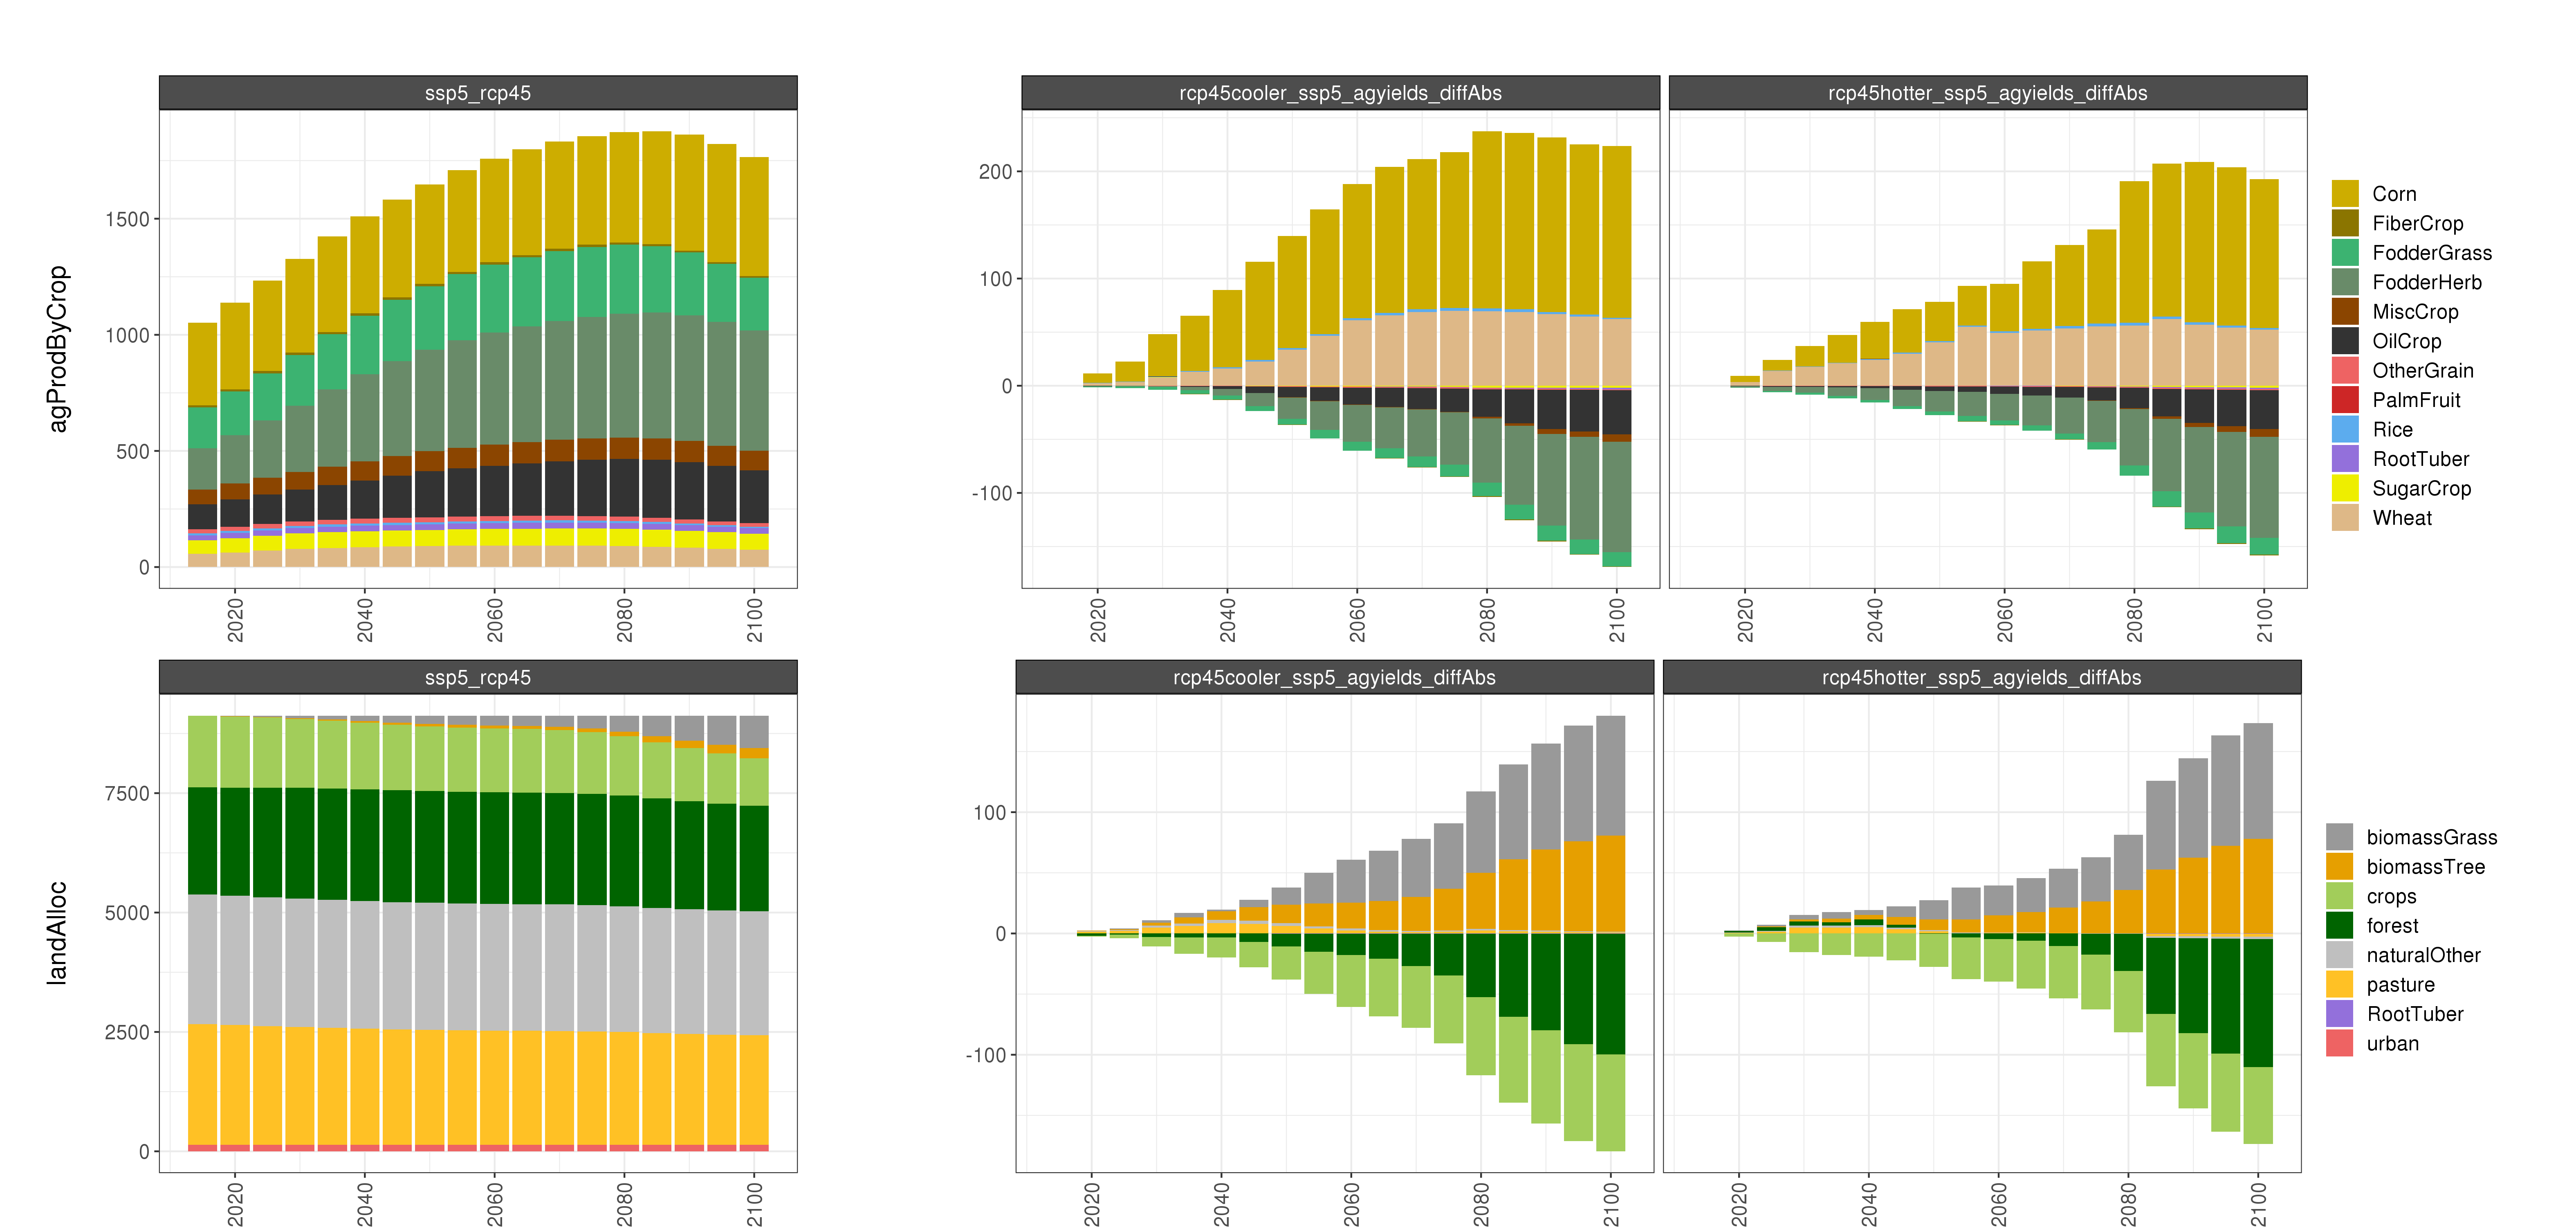 ssp5_rcp45
rcp45cooler_ssp5_agyields_diffAbs
rcp45hotter_ssp5_agyields_diffAbs
agProdByCrop
1500
1000
500
0
200
100
0
-100
2020
2040
2060
2080
2100
2020
2040
2060
2080
2100
2020
2040
2060
2080
2100
Corn
FiberCrop
FodderGrass
FodderHerb
MiscCrop
OilCrop
OtherGrain
PalmFruit
Rice
RootTuber
SugarCrop
Wheat
ssp5_rcp45
rcp45cooler_ssp5_agyields_diffAbs
rcp45hotter_ssp5_agyields_diffAbs
landAlloc
7500
5000
2500
0
100
0
-100
2020
2040
2060
2080
2100
2020
2040
2060
2080
2100
2020
2040
2060
2080
2100
biomassGrass
biomassTree
crops
forest
naturalOther
pasture
RootTuber
urban